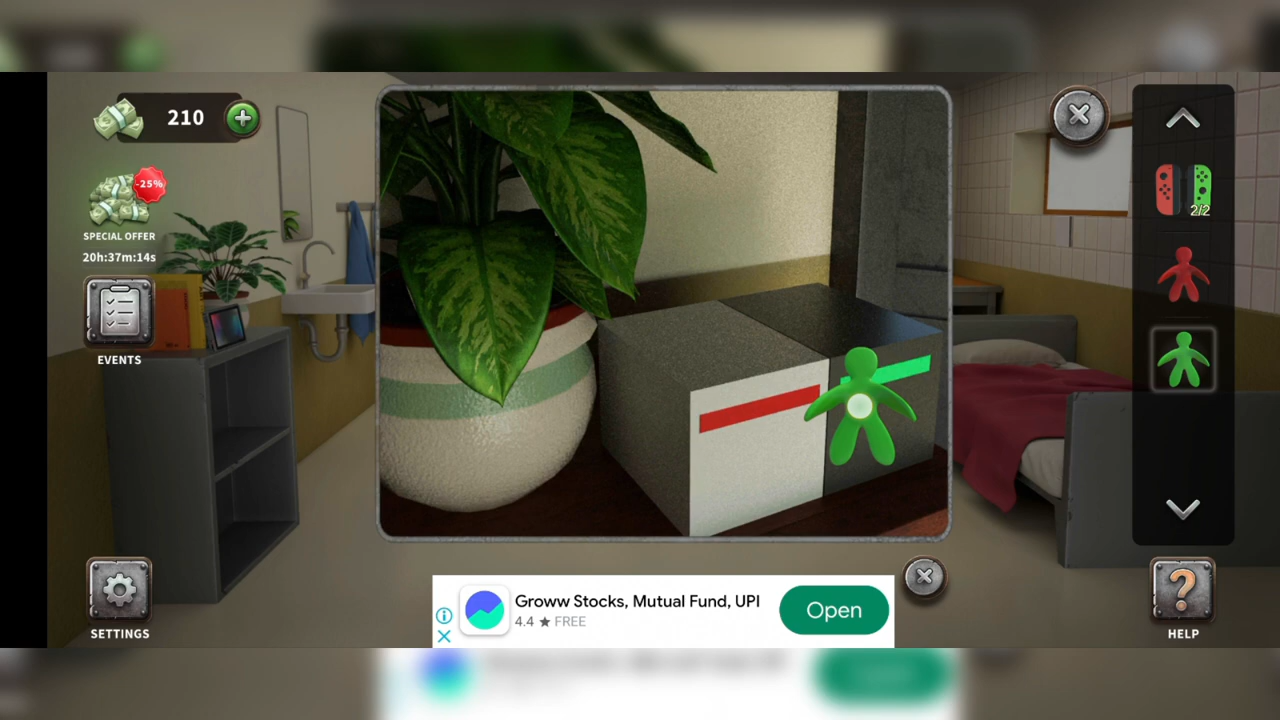 210
-25%
SPECIAL OFFER
20h:37m:14s
EVENTS
2/2
SETTINGS
Groww Stocks, Mutual Fund, UPI
4.4 ★ FREE
Open
HELP